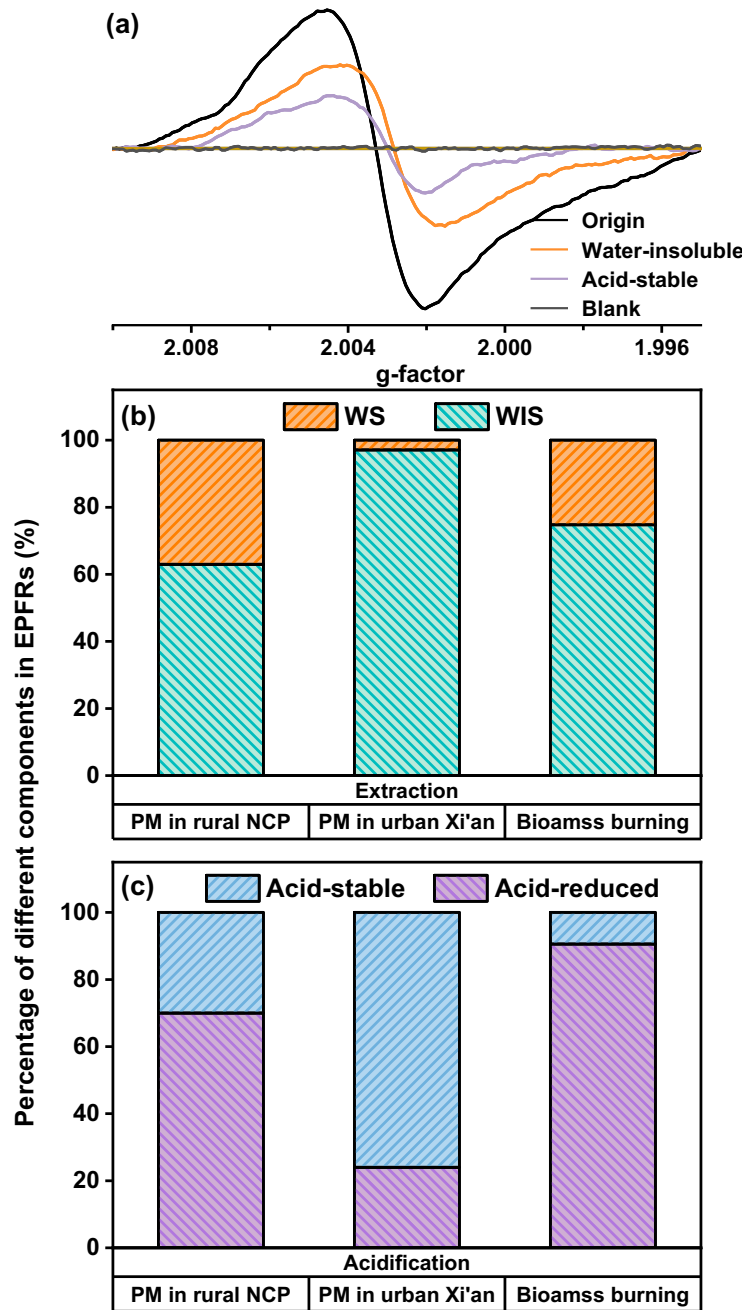 (a)
Origin
Water-insoluble
Acid-stable
Blank
2.008 2.004 2.000 1.996
g-factor
Percentage of different components in EPFRs (%)
(b) WS WIS
100
80
60
40
20
0
Extraction
PM in rural NCP PM in urban Xi'an Bioamss burning
(c) Acid-stable Acid-reduced
100
80
60
40
20
0
Acidification
PM in rural NCP PM in urban Xi'an Bioamss burning